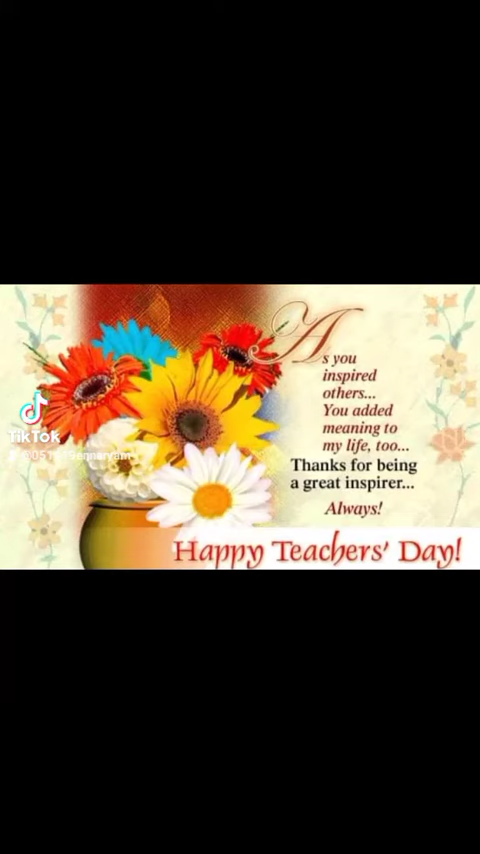 As you
inspired
others...
You added
meaning to
my life, too...
Thanks for being
a great inspirer...
Always!
Happy Teachers' Day!
TikTok